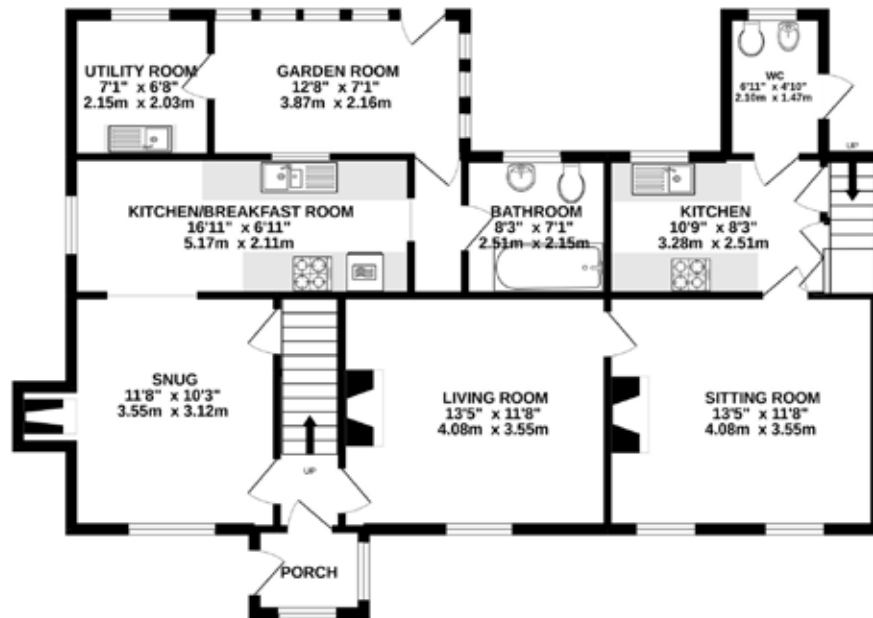 UTILITY ROOM
7'1" x 6'8"
2.15m x 2.03m
GARDEN ROOM
12'8" x 7'1"
3.87m x 2.16m
WC
6'11" x 4'10"
2.10m x 1.47m
UP
KITCHEN/BREAKFAST ROOM
16'11" x 6'11"
5.17m x 2.11m
BATHROOM
8'3" x 7'1"
2.51m x 2.15m
KITCHEN
10'9" x 8'3"
3.28m x 2.51m
SNUG
11'8" x 10'3"
3.55m x 3.12m
LIVING ROOM
13'5" x 11'8"
4.08m x 3.55m
SITTING ROOM
13'5" x 11'8"
4.08m x 3.55m
UP
PORCH